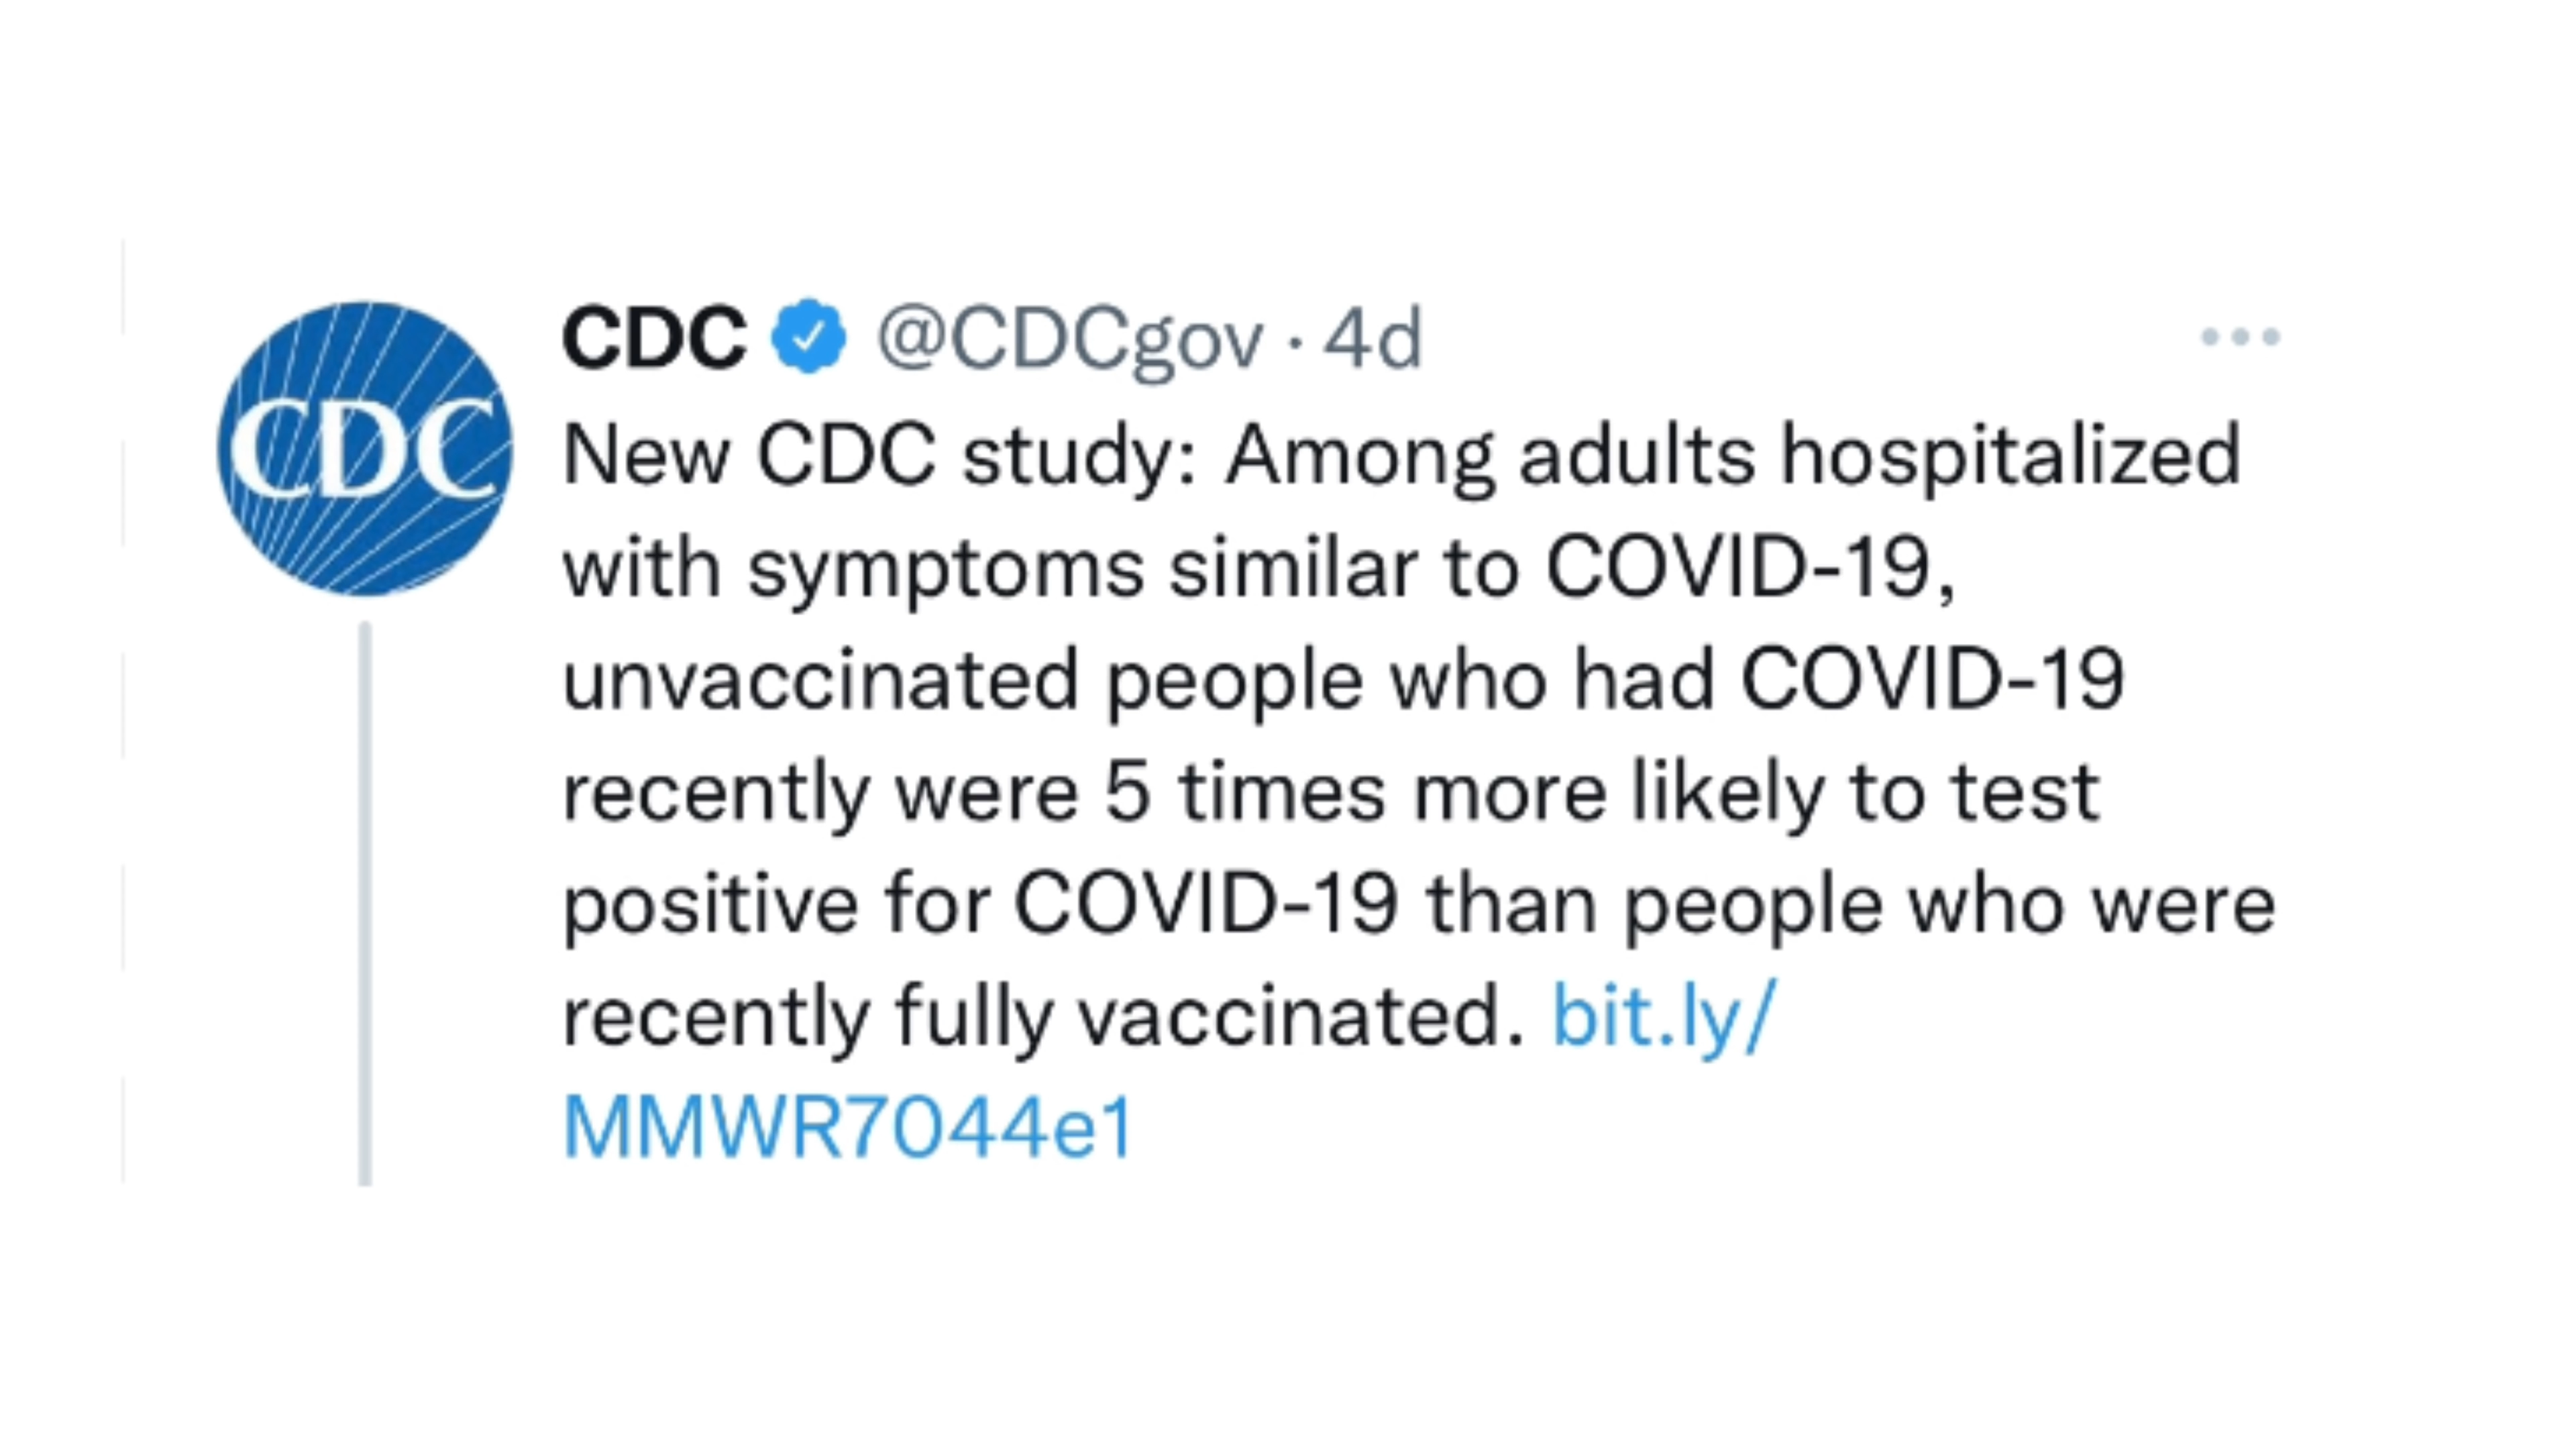 CDC @CDCgov · 4d
CDC
New CDC study: Among adults hospitalized
with symptoms similar to COVID-19,
unvaccinated people who had COVID-19
recently were 5 times more likely to test
positive for COVID-19 than people who were
recently fully vaccinated. bit.ly/
MMWR7044e1